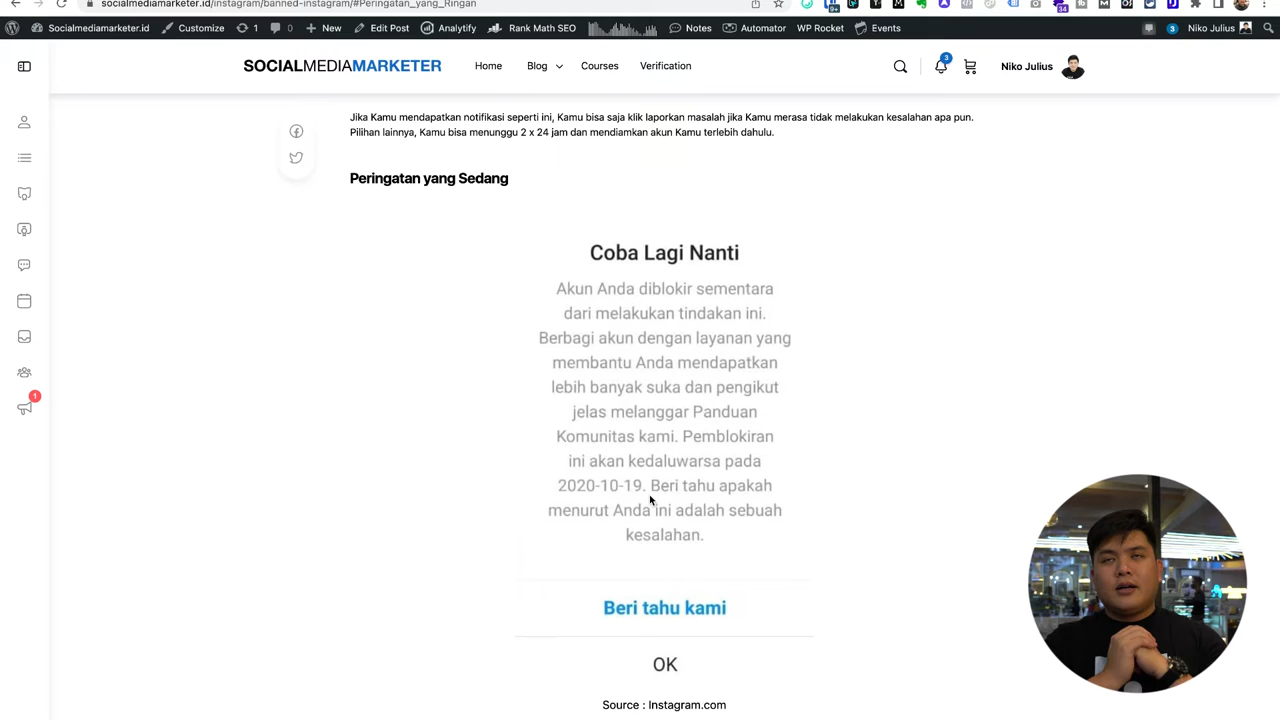 socialmediamarketer.id/instagram/banned-instagram/#Peringatan_yang_Ringan
9+
34
Socialmediamarketer.id
Customize
1
0
New
Edit Post
Analytify
Rank Math SEO
Notes
Automator
WP Rocket
Events
3
Niko Julius
SOCIALMEDIAMARKETER
Home
Blog
Courses
Verification
3
Niko Julius
Jika Kamu mendapatkan notifikasi seperti ini, Kamu bisa saja klik laporkan masalah jika Kamu merasa tidak melakukan kesalahan apa pun.
Pilihan lainnya, Kamu bisa menunggu 2 x 24 jam dan mendiamkan akun Kamu terlebih dahulu.
Peringatan yang Sedang
Coba Lagi Nanti
Akun Anda diblokir sementara
dari melakukan tindakan ini.
Berbagi akun dengan layanan yang
membantu Anda mendapatkan
lebih banyak suka dan pengikut
jelas melanggar Panduan
Komunitas kami. Pemblokiran
ini akan kedaluwarsa pada
2020-10-19. Beri tahu apakah
menurut Anda ini adalah sebuah
kesalahan.
1
Beri tahu kami
OK
Source : Instagram.com